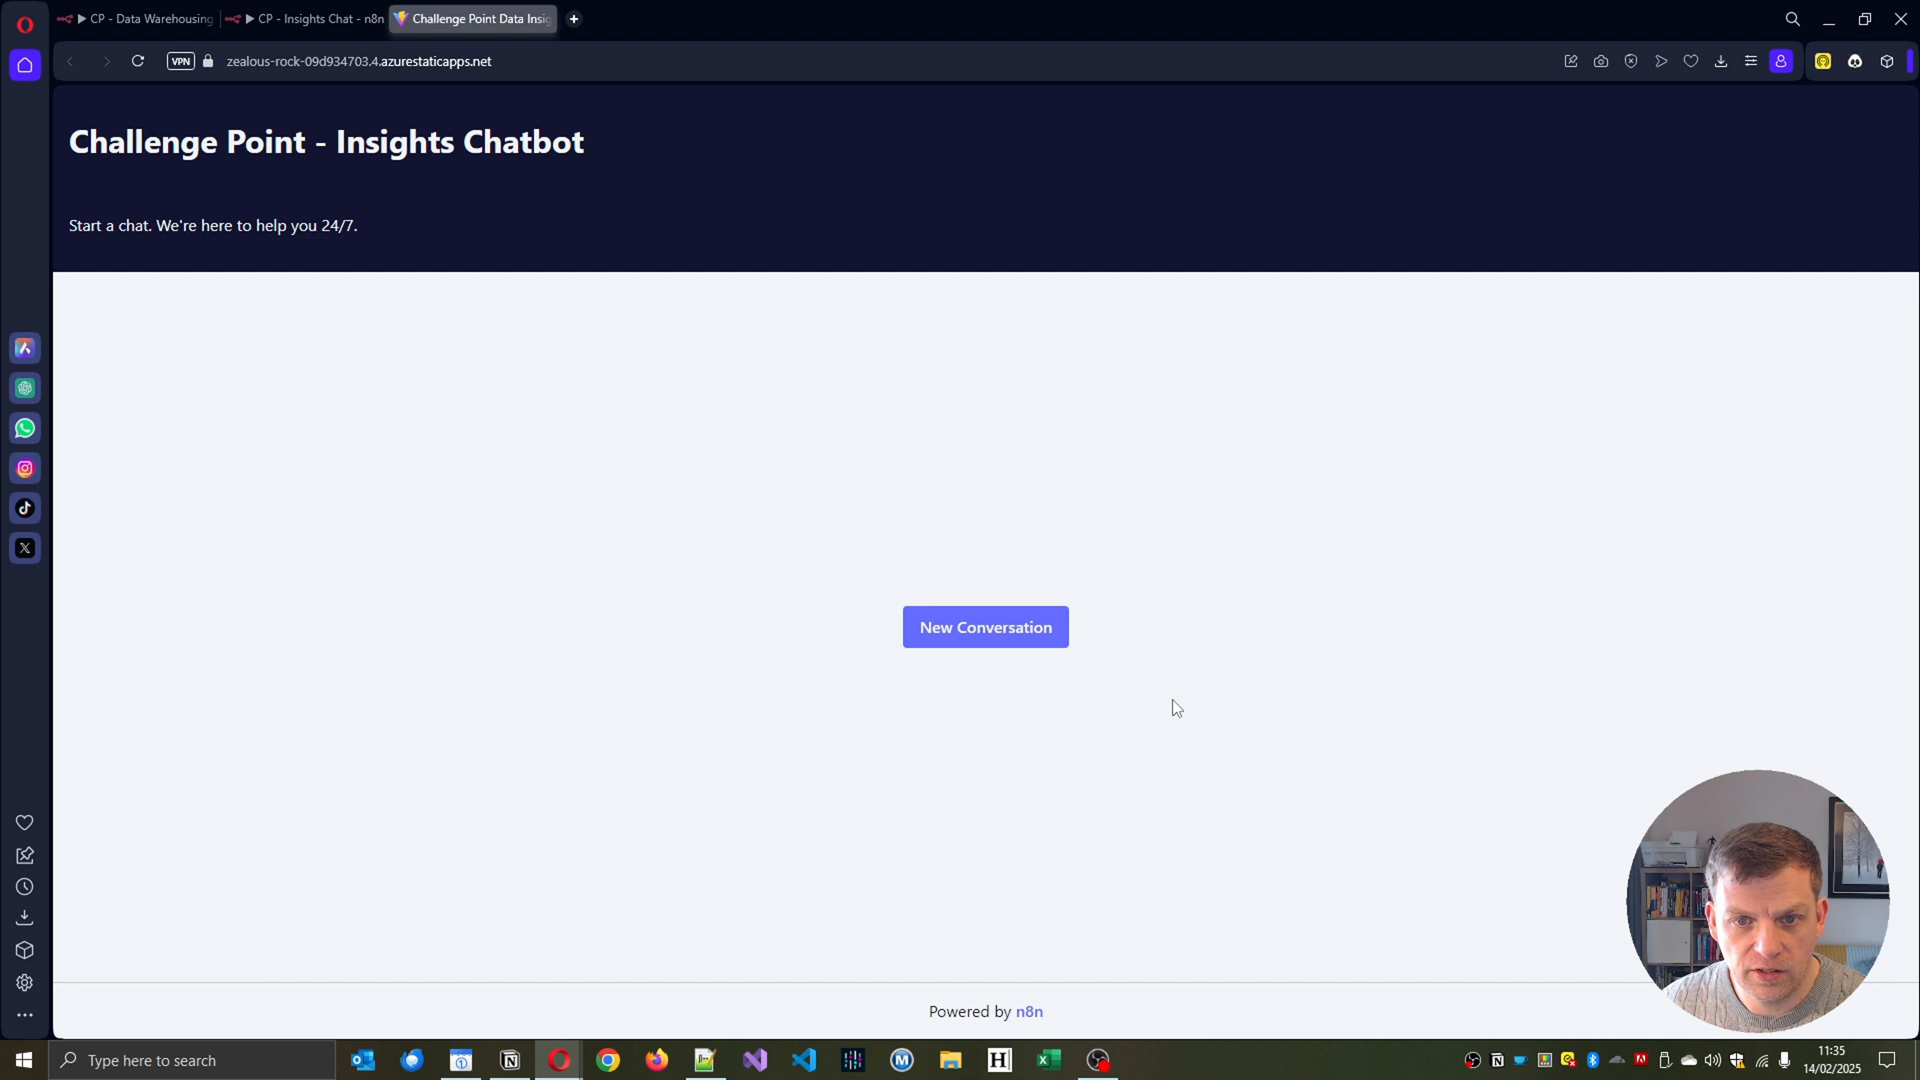 CP - Data Warehousing
CP - Insights Chat - n8n
Challenge Point Data Insig
VPN
zealous-rock-09d934703.4.azurestaticapps.net
Challenge Point - Insights Chatbot
Start a chat. We're here to help you 24/7.
New Conversation
Powered by n8n
Type here to search
11:35
14/02/2025